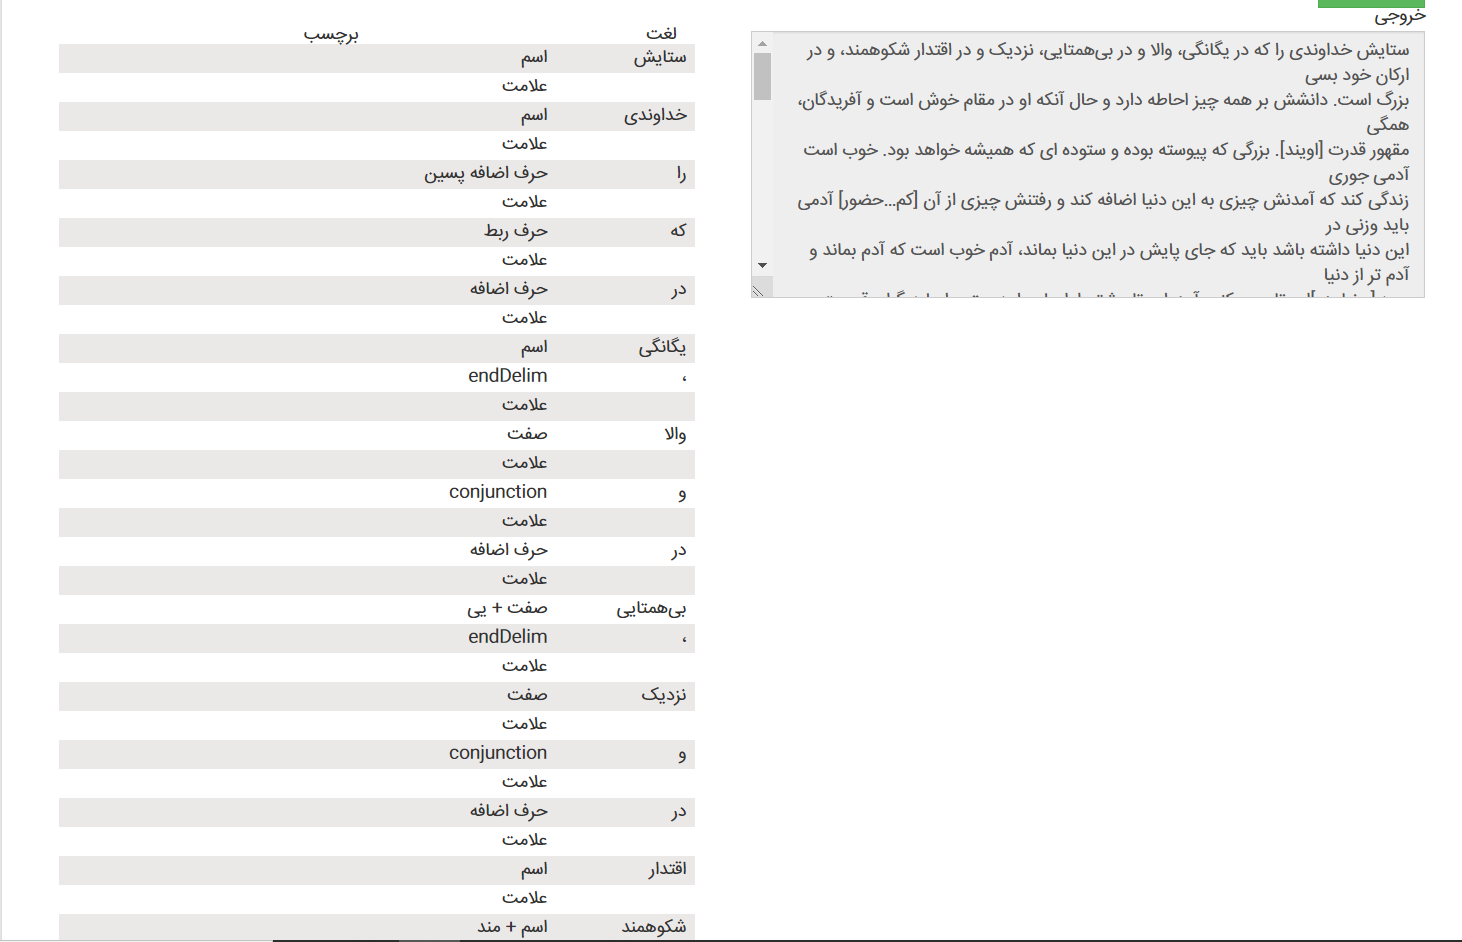 خروجی
ستایش خداوندی را که در یگانگی، والا و در بی‌همتایی، نزدیک و در اقتدار شکوهمند، و در
ارکان خود بسی
بزرگ است. دانشش بر همه چیز احاطه دارد و حال آنکه او در مقام خوش است و آفریدگان،
همگی
مقهور قدرت [اویند]. بزرگی که پیوسته بوده و ستوده ای که همیشه خواهد بود. خوب است
آدمی جوری
زندگی کند که آمدنش چیزی به این دنیا اضافه کند و رفتنش چیزی از آن [کم...حضور] آدمی
باید وزنی در
این دنیا داشته باشد باید که جای پایش در این دنیا بماند، آدم خوب است که آدم بماند و
آدم تر از دنیا
لغت برچسب
ستایش اسم
علامت
خداوندی اسم
علامت
را حرف اضافه پسین
علامت
که حرف ربط
علامت
در حرف اضافه
علامت
یگانگی اسم
، endDelim
علامت
والا صفت
علامت
و conjunction
علامت
در حرف اضافه
علامت
بی‌همتایی صفت + یی
، endDelim
علامت
نزدیک صفت
علامت
و conjunction
علامت
در حرف اضافه
علامت
اقتدار اسم
علامت
شکوهمند اسم + مند